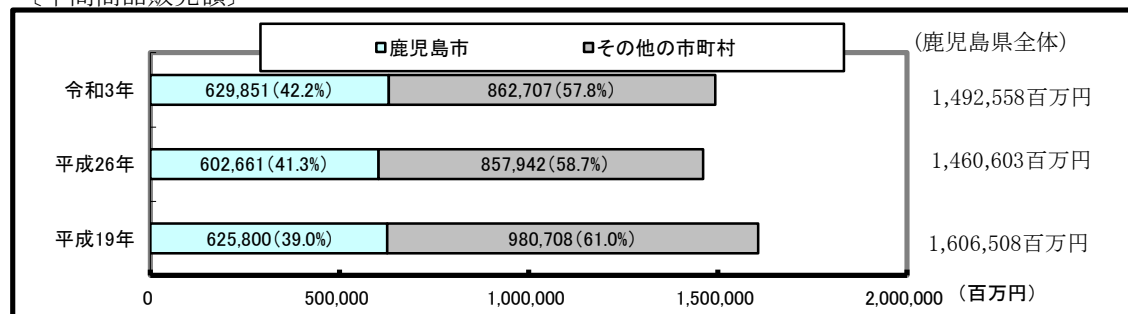 〔年間商品販売額〕
鹿児島市 その他の市町村
(鹿児島県全体)
令和3年 629,851(42.2%) 862,707(57.8%) 1,492,558百万円
平成26年 602,661(41.3%) 857,942(58.7%) 1,460,603百万円
平成19年 625,800(39.0%) 980,708(61.0%) 1,606,508百万円
0 500,000 1,000,000 1,500,000 2,000,000 (百万円)